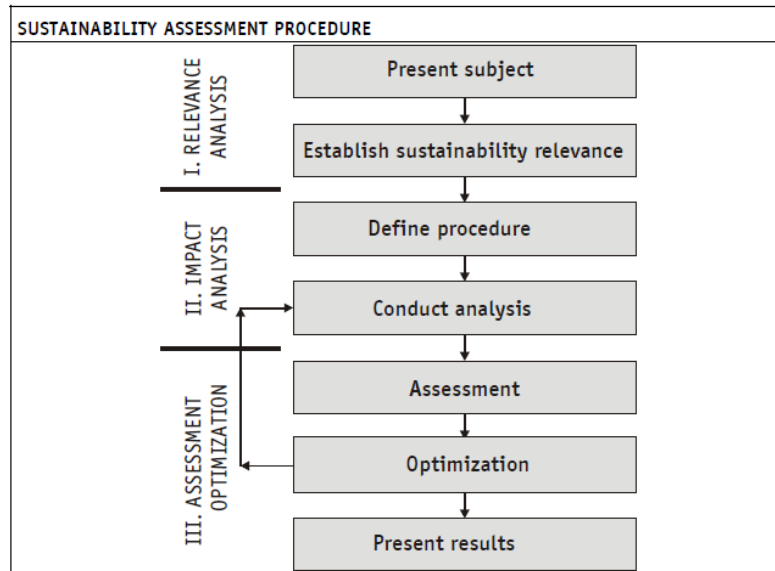 SUSTAINABILITY ASSESSMENT PROCEDURE
I. RELEVANCE
ANALYSIS
Present subject
Establish sustainability relevance
II. IMPACT
ANALYSIS
Define procedure
Conduct analysis
III. ASSESSMENT
OPTIMIZATION
Assessment
Optimization
Present results